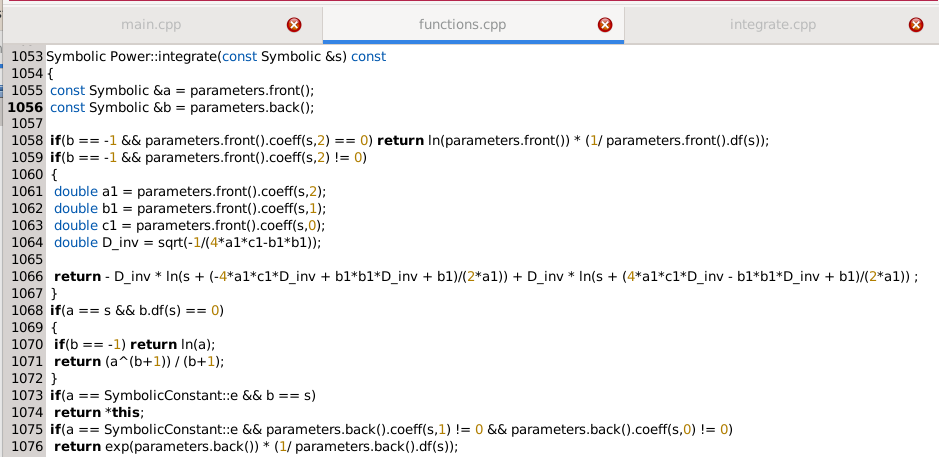 main.cpp functions.cpp integrate.cpp
1053 Symbolic Power::integrate(const Symbolic &s) const
1054 {
1055 const Symbolic &a = parameters.front();
1056 const Symbolic &b = parameters.back();
1057
1058 if(b == -1 && parameters.front().coeff(s,2) == 0) return ln(parameters.front()) * (1/ parameters.front().df(s));
1059 if(b == -1 && parameters.front().coeff(s,2) != 0)
1060 {
1061 double a1 = parameters.front().coeff(s,2);
1062 double b1 = parameters.front().coeff(s,1);
1063 double c1 = parameters.front().coeff(s,0);
1064 double D_inv = sqrt(-1/(4*a1*c1-b1*b1));
1065
1066 return - D_inv * ln(s + (-4*a1*c1*D_inv + b1*b1*D_inv + b1)/(2*a1)) + D_inv * ln(s + (4*a1*c1*D_inv - b1*b1*D_inv + b1)/(2*a1)) ;
1067 }
1068 if(a == s && b.df(s) == 0)
1069 {
1070 if(b == -1) return ln(a);
1071 return (a^(b+1)) / (b+1);
1072 }
1073 if(a == SymbolicConstant::e && b == s)
1074 return *this;
1075 if(a == SymbolicConstant::e && parameters.back().coeff(s,1) != 0 && parameters.back().coeff(s,0) != 0)
1076 return exp(parameters.back()) * (1/ parameters.back().df(s));